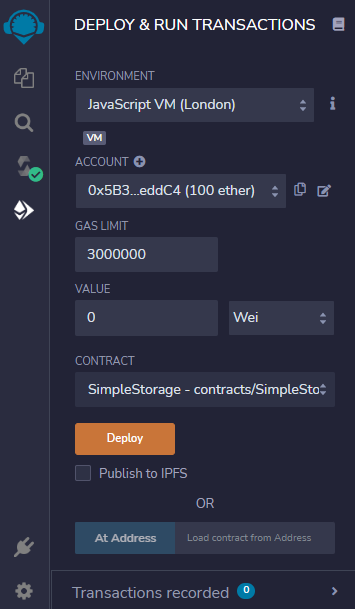 DEPLOY & RUN TRANSACTIONS
ENVIRONMENT
JavaScript VM (London)
VM
ACCOUNT
0x5B3...eddC4 (100 ether)
GAS LIMIT
3000000
VALUE
0 Wei
CONTRACT
SimpleStorage - contracts/SimpleSto
Deploy
Publish to IPFS
OR
At Address Load contract from Address
Transactions recorded 0